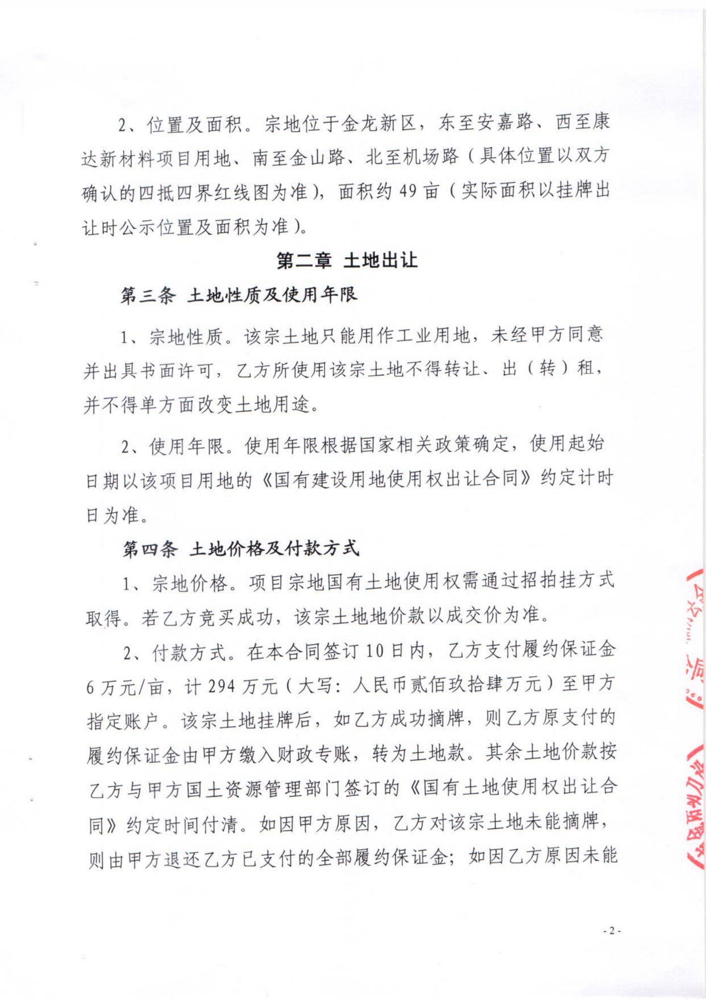 2、位置及面积。宗地位于金龙新区，东至安嘉路、西至康
达新材料项目用地、南至金山路、北至机场路（具体位置以双方
确认的四抵四界红线图为准），面积约 49 亩（实际面积以挂牌出
让时公示位置及面积为准）。
第二章 土地出让
第三条 土地性质及使用年限
1、宗地性质。该宗土地只能用作工业用地，未经甲方同意
并出具书面许可，乙方所使用该宗土地不得转让、出（转）租，
并不得单方面改变土地用途。
2、使用年限。使用年限根据国家相关政策确定，使用起始
日期以该项目用地的《国有建设用地使用权出让合同》约定计时
日为准。
第四条 土地价格及付款方式
1、宗地价格。项目宗地国有土地使用权需通过招拍挂方式
取得。若乙方竞买成功，该宗土地地价款以成交价为准。
2、付款方式。在本合同签订 10 日内，乙方支付履约保证金
6 万元/亩，计 294 万元（大写：人民币贰佰玖拾肆万元）至甲方
指定账户。该宗土地挂牌后，如乙方成功摘牌，则乙方原支付的
履约保证金由甲方缴入财政专账，转为土地款。其余土地价款按
乙方与甲方国土资源管理部门签订的《国有土地使用权出让合
同》约定时间付清。如因甲方原因，乙方对该宗土地未能摘牌，
则由甲方退还乙方已支付的全部履约保证金；如因乙方原因未能
- 2 -